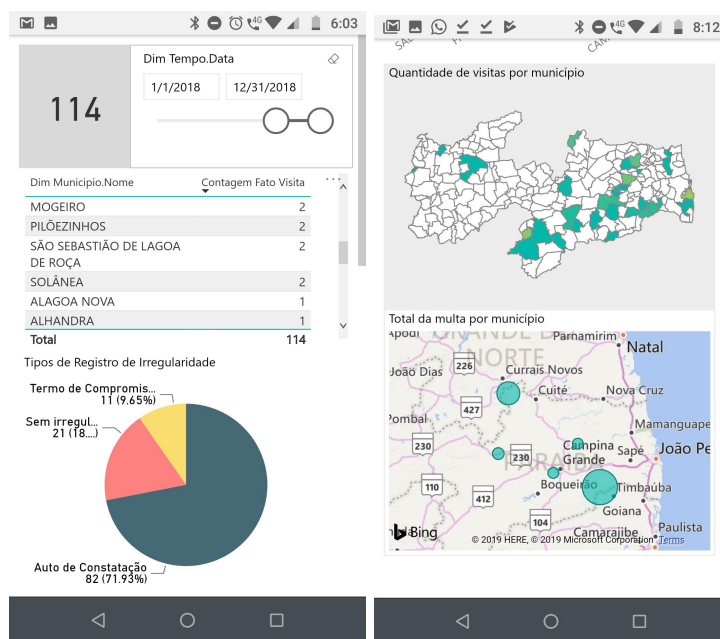 6:03
Dim Tempo.Data
1/1/2018 12/31/2018
114
Dim Municipio.Nome Contagem Fato Visita
MOGEIRO 2
PILÕEZINHOS 2
SÃO SEBASTIÃO DE LAGOA 2
DE ROÇA
SOLÂNEA 2
ALAGOA NOVA 1
ALHANDRA 1
Total 114
Tipos de Registro de Irregularidade
Termo de Compromis...
11 (9.65%)
Sem irregul...
21 (18....)
Auto de Constatação
82 (71.93%)
4G 8:12
Quantidade de visitas por município
Total da multa por município
Parnamirim
NORTE
Natal
João Dias
226
Currais Novos
Cuité
Nova Cruz
427
Pombal
Mamanguape
230
Campina
Grande
Sapé
João Pe
230
PARAÍBA
110
Boqueirão
Timbaúba
412
Goiana
104
Paulista
Bing
Camarajibe
© 2019 HERE, © 2019 Microsoft Corporation Terms